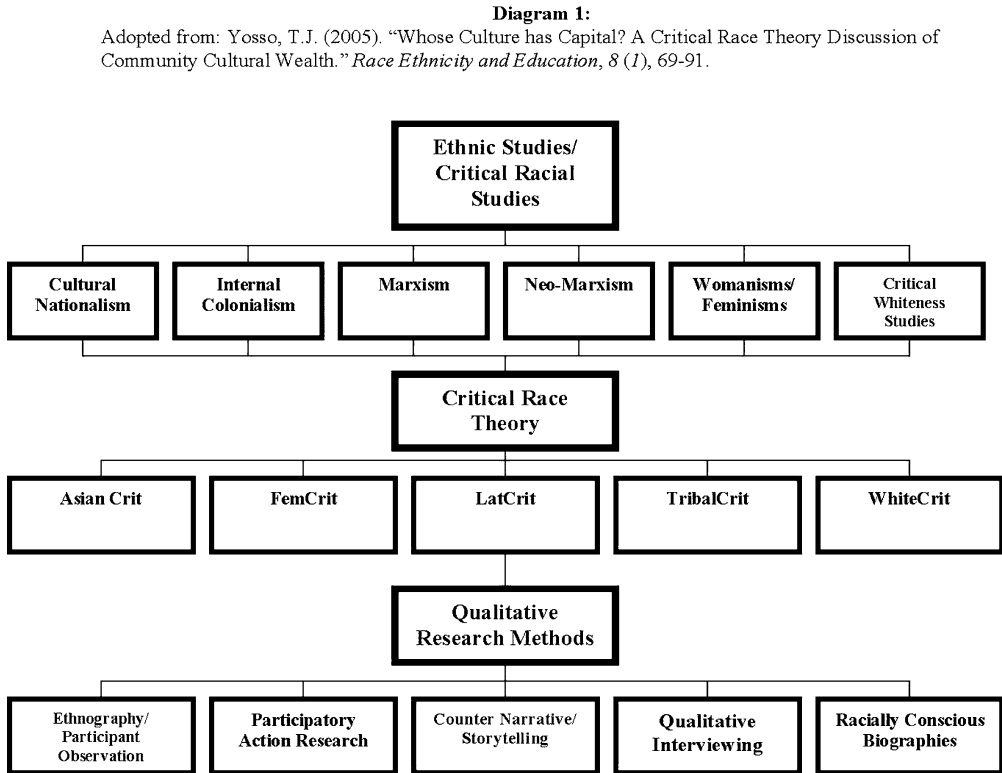 Diagram 1:
Adopted from: Yosso, T.J. (2005). “Whose Culture has Capital? A Critical Race Theory Discussion of
Community Cultural Wealth.” Race Ethnicity and Education, 8 (1), 69-91.
Ethnic Studies/
Critical Racial
Studies
Cultural
Nationalism
Internal
Colonialism
Marxism
Neo-Marxism
Womanisms/
Feminisms
Critical
Whiteness
Studies
Critical Race
Theory
Asian Crit
FemCrit
LatCrit
TribalCrit
WhiteCrit
Qualitative
Research Methods
Ethnography/
Participant
Observation
Participatory
Action Research
Counter Narrative/
Storytelling
Qualitative
Interviewing
Racially Conscious
Biographies